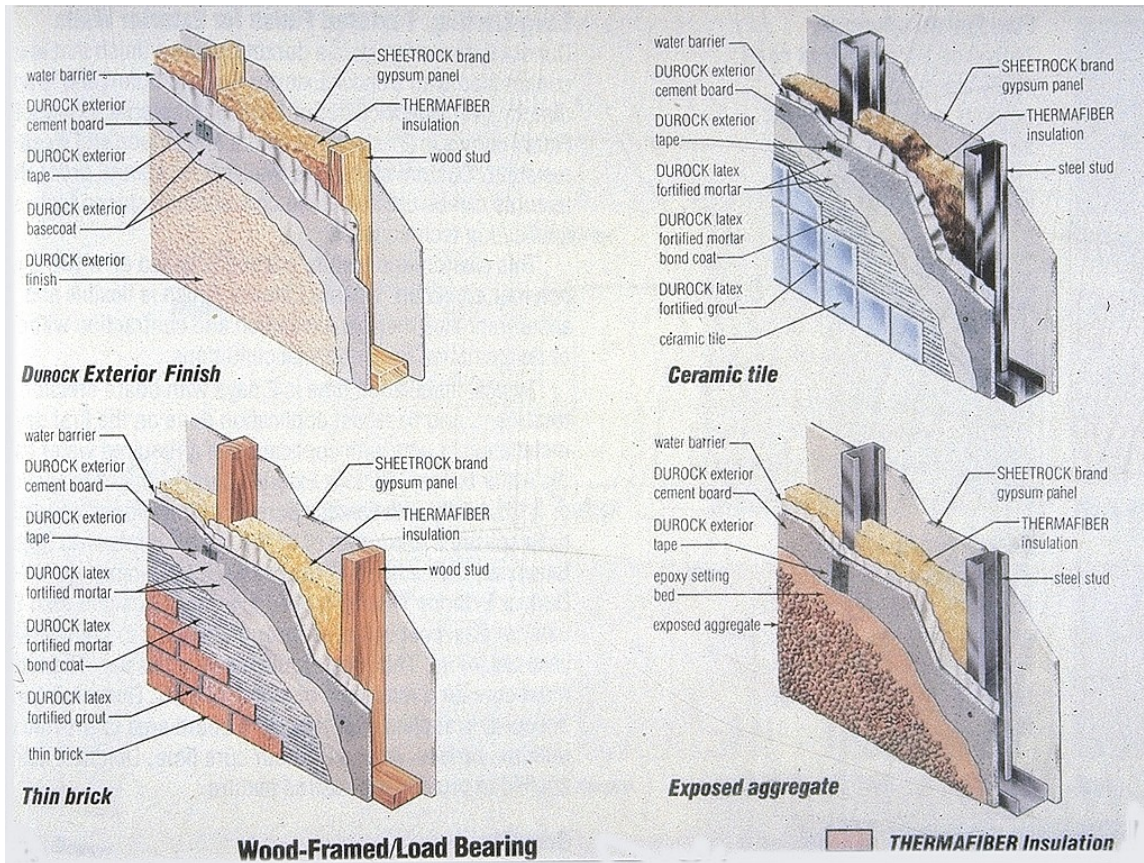 water barrier
DUROCK exterior
cement board
DUROCK exterior
tape
DUROCK exterior
basecoat
DUROCK exterior
finish
SHEETROCK brand
gypsum panel
THERMAFIBER
insulation
wood stud
DUROCK Exterior Finish
water barrier
DUROCK exterior
cement board
DUROCK exterior
tape
DUROCK latex
fortified mortar
DUROCK latex
fortified mortar
bond coat
DUROCK latex
fortified grout
ceramic tile
SHEETROCK brand
gypsum panel
THERMAFIBER
insulation
steel stud
Ceramic tile
water barrier
DUROCK exterior
cement board
DUROCK exterior
tape
DUROCK latex
fortified mortar
DUROCK latex
fortified mortar
bond coat
DUROCK latex
fortified grout
thin brick
SHEETROCK brand
gypsum panel
THERMAFIBER
insulation
wood stud
Thin brick
water barrier
DUROCK exterior
cement board
DUROCK exterior
tape
epoxy setting
bed
exposed aggregate
SHEETROCK brand
gypsum panel
THERMAFIBER
insulation
steel stud
Exposed aggregate
Wood-Framed/Load Bearing
THERMAFIBER Insulation